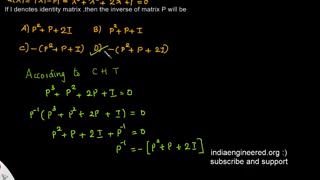 If I denotes identity matrix ,then the inverse of matrix P will be
A) P²+P+2I B) P²+P+I
C) -(P²+P+I) D) -(P²+P+2I)
According to CHT
P³ + P² + 2P + I = 0
P⁻¹(P³ + P² + 2P + I) = 0
P² + P + 2I + P⁻¹ = 0
P⁻¹ = -[P²+P+2I]
indiaengineered.org :)
subscribe and support